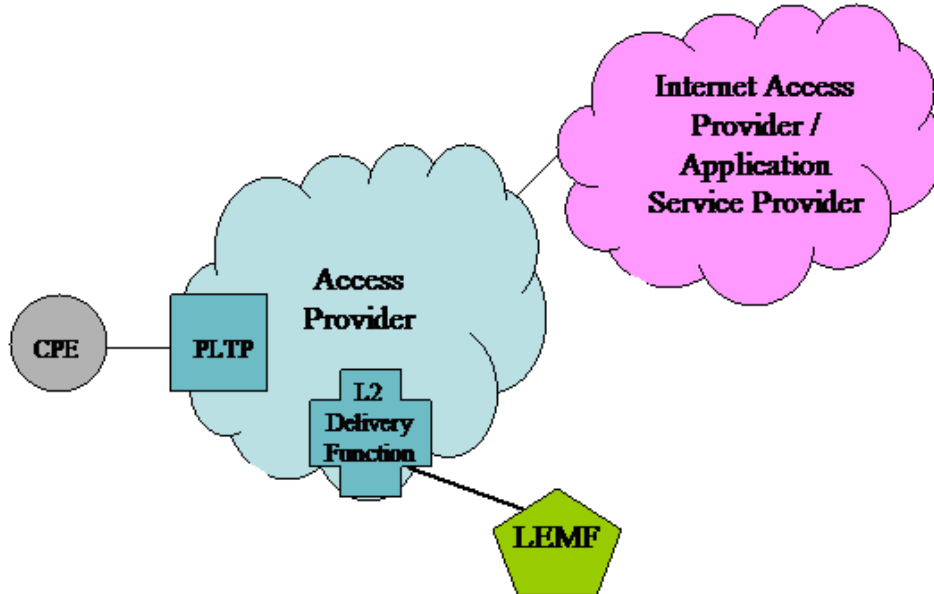 Internet Access
Provider /
Application
Service Provider
Access
Provider
CPE
PLTP
L2
Delivery
Function
LEMF